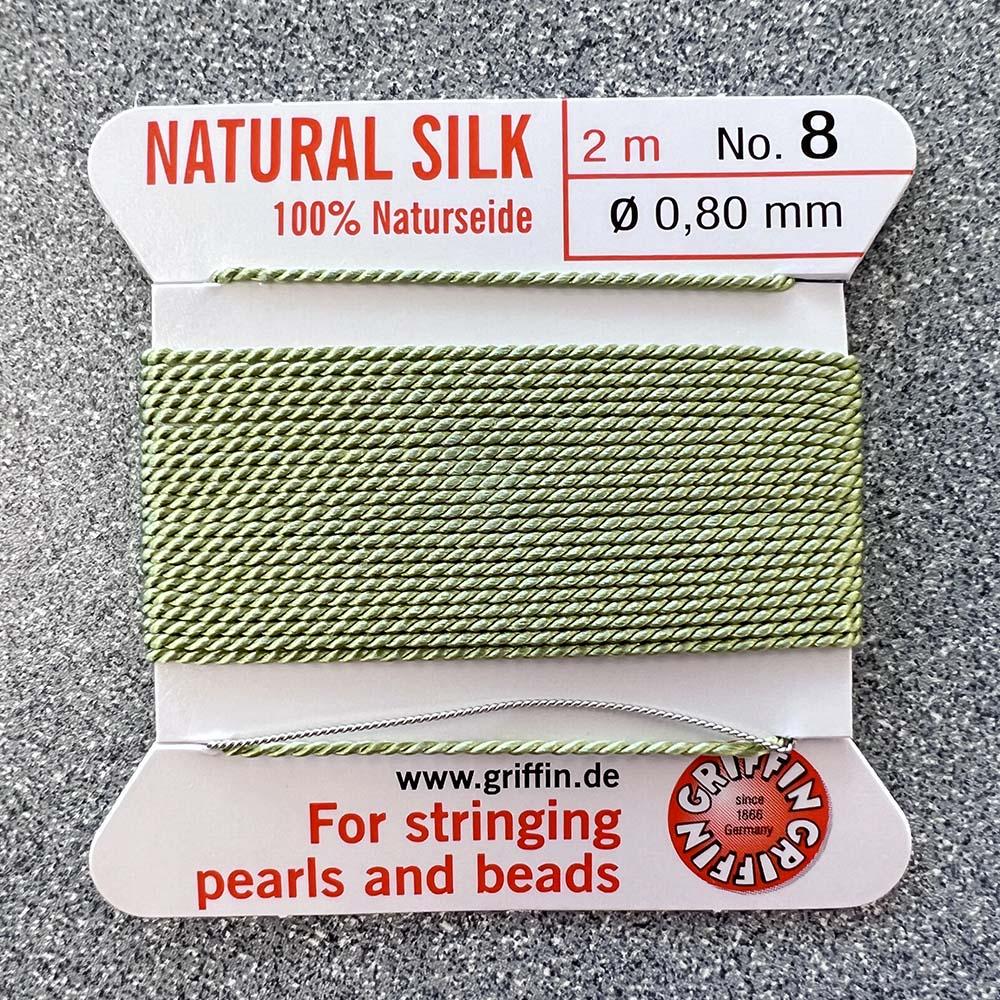 NATURAL SILK
100% Naturseide
2 m No. 8
Ø 0,80 mm
www.griffin.de
For stringing
pearls and beads
GRIFFIN GRIFFIN
since
1866
Germany